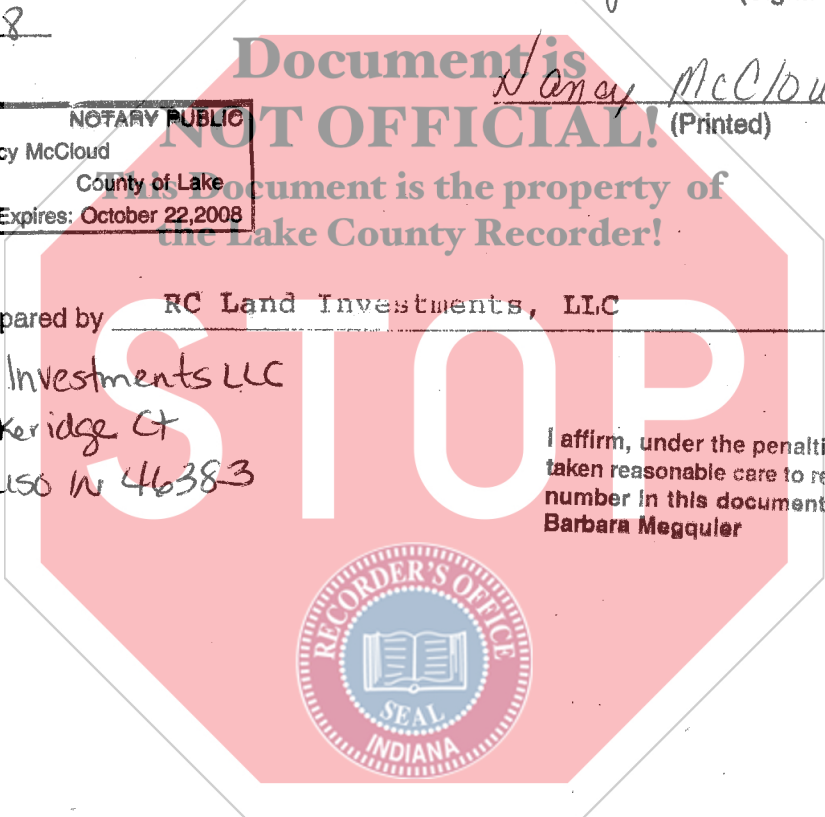 8
Document is
Nancy McClou
NOTARY PUBLIC
NOT OFFICIAL!
(Printed)
cy McCloud
County of Lake
This Document is the property of
Expires: October 22,2008
the Lake County Recorder!
pared by RC Land Investments, LLC
STOP
Investments LLC
keridge Ct
uso IN 46383
I affirm, under the penalti
taken reasonable care to re
number in this document
Barbara Megquier
RECORDER'S OFFICE
SEAL
INDIANA